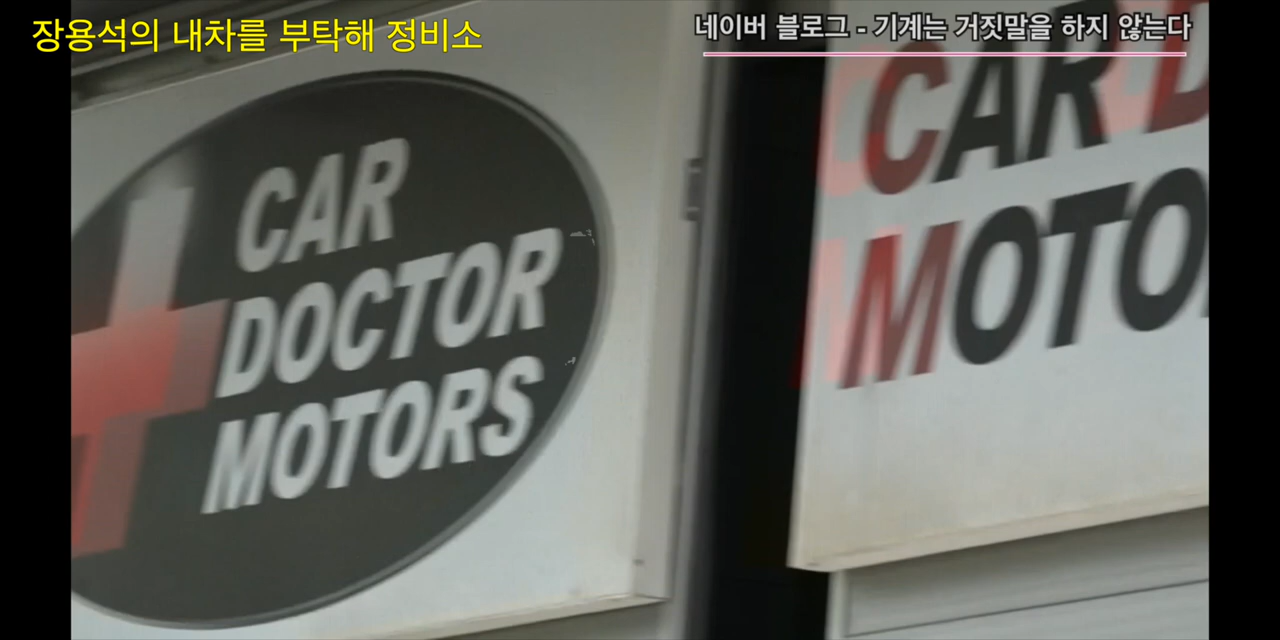 장용석의 내차를 부탁해 정비소
네이버 블로그 - 기계는 거짓말을 하지 않는다
CAR
DOCTOR
MOTORS
CAR D
MOTO